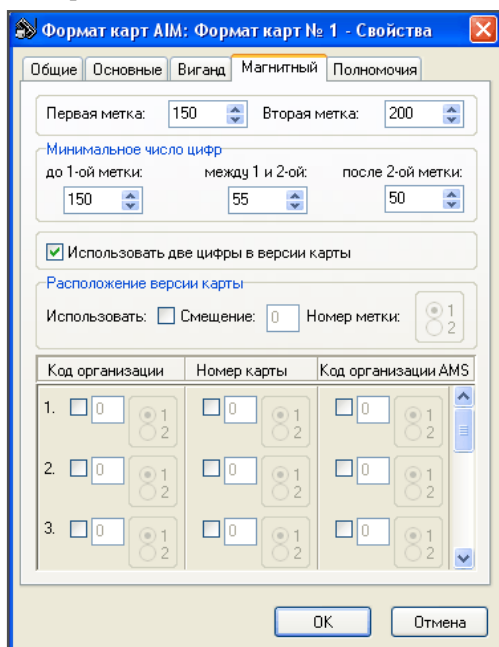 Формат карт AIM: Формат карт № 1 - Свойства
Общие Основные Виганд Магнитный Полномочия
Первая метка: 150 Вторая метка: 200
Минимальное число цифр
до 1-ой метки: между 1 и 2-ой: после 2-ой метки:
150 55 50
Использовать две цифры в версии карты
Расположение версии карты
Использовать: Смещение: 0 Номер метки: 1 2
Код организации Номер карты Код организации AMS
1. 0 1 2 0 1 2 0 1 2
2. 0 1 2 0 1 2 0 1 2
3. 0 1 2 0 1 2 0 1 2
OK Отмена